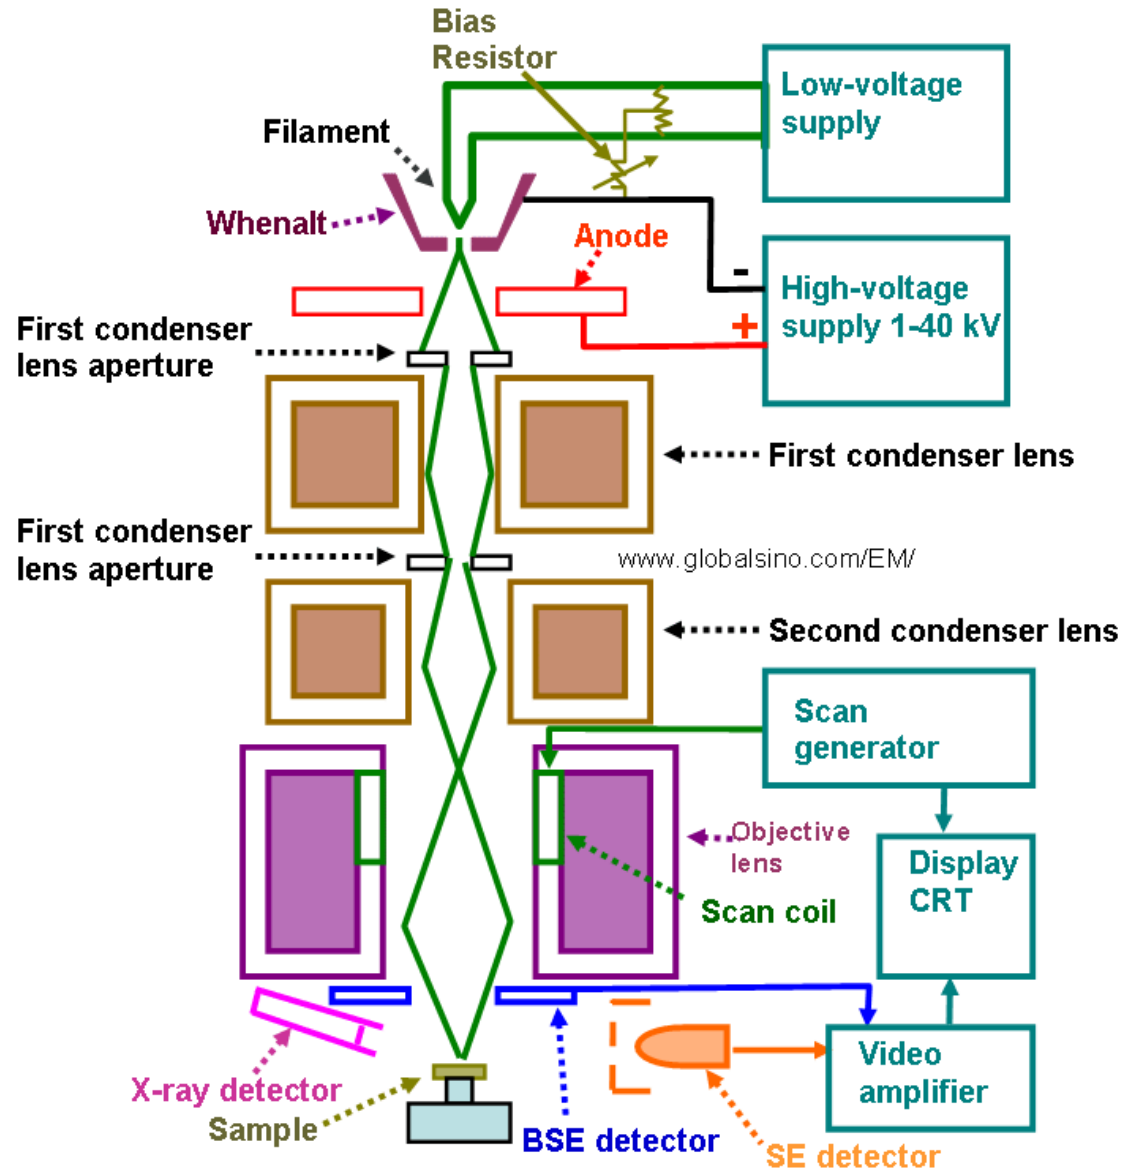 Bias
Resistor
Low-voltage
supply
Filament
Whenalt
Anode
-
High-voltage
supply 1-40 kV
+
First condenser
lens aperture
First condenser lens
First condenser
lens aperture
www.globalsino.com/EM/
Second condenser lens
Scan
generator
Objective
lens
Display
CRT
Scan coil
Video
amplifier
X-ray detector
Sample
BSE detector
SE detector